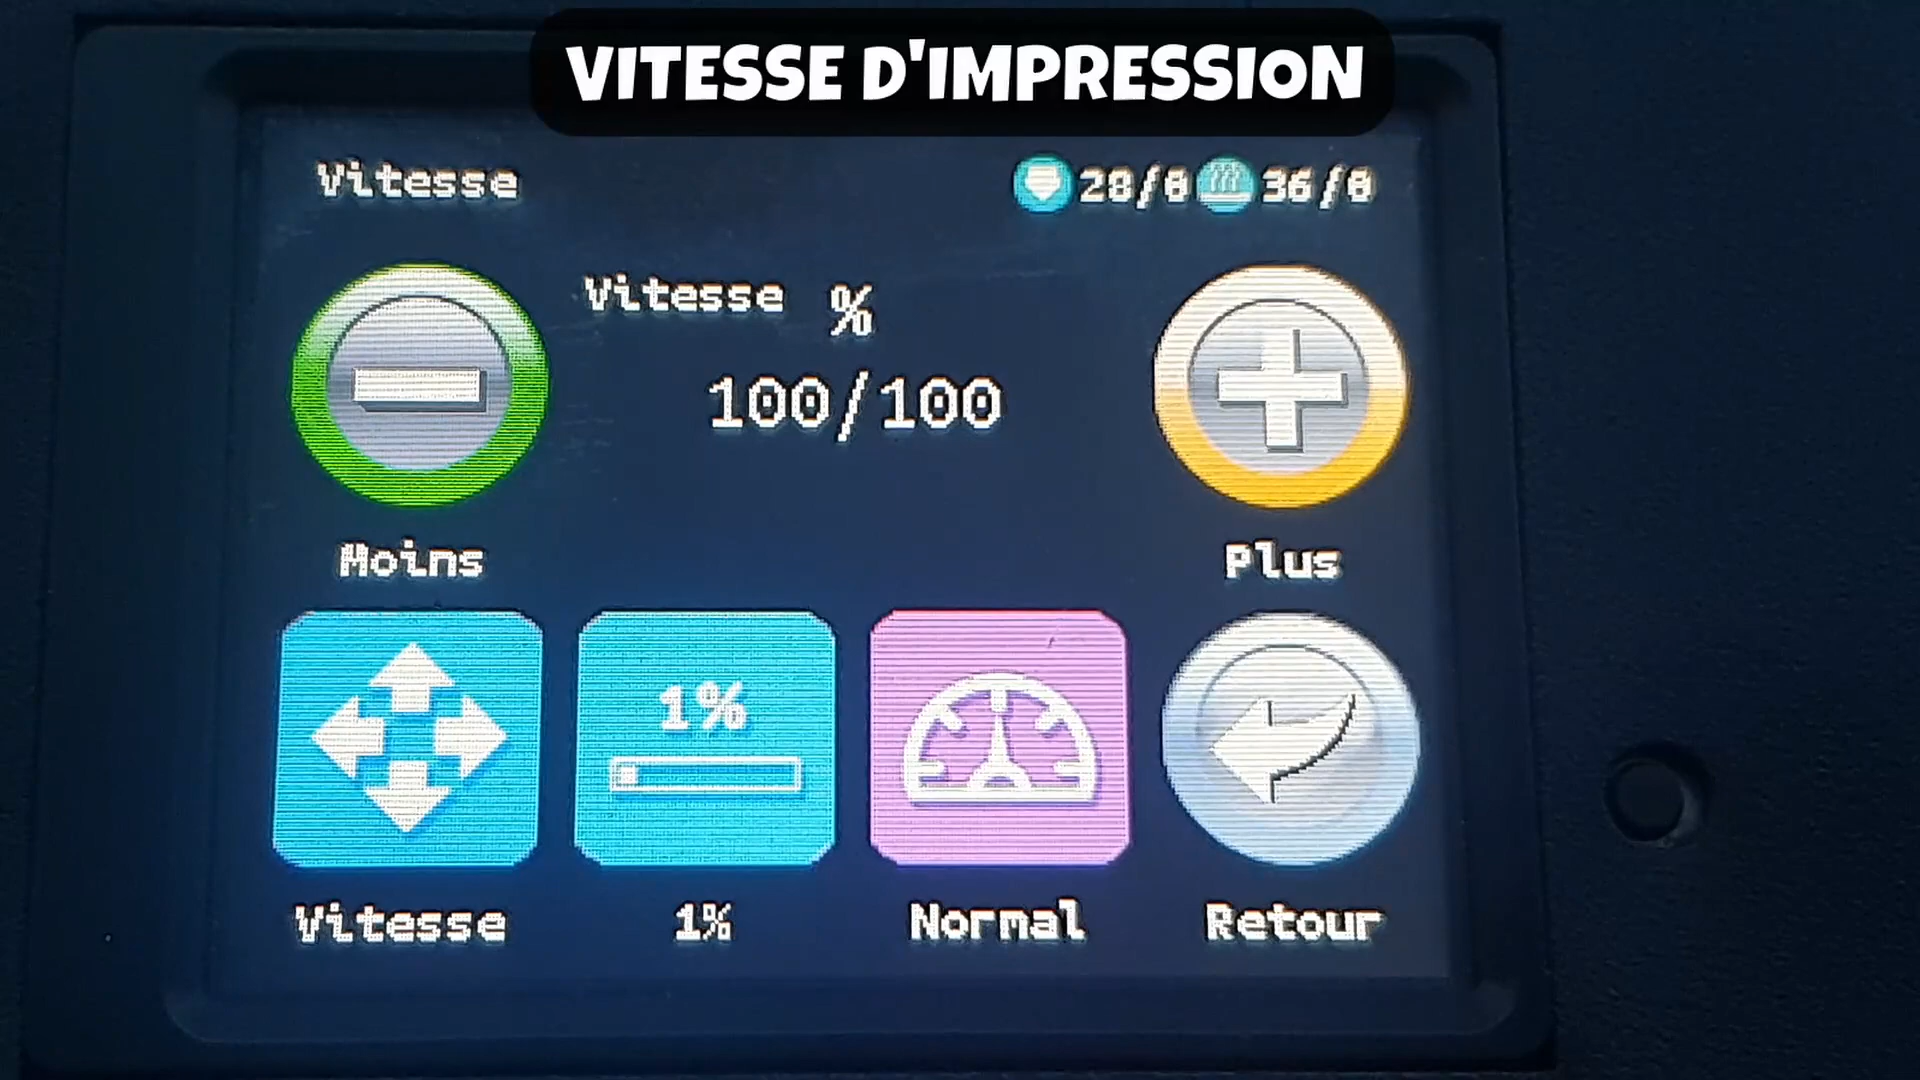 VITESSE D'IMPRESSION
Vitesse 28/0 36/0
Vitesse %
100/100
Moins Plus
1%
Vitesse 1% Normal Retour